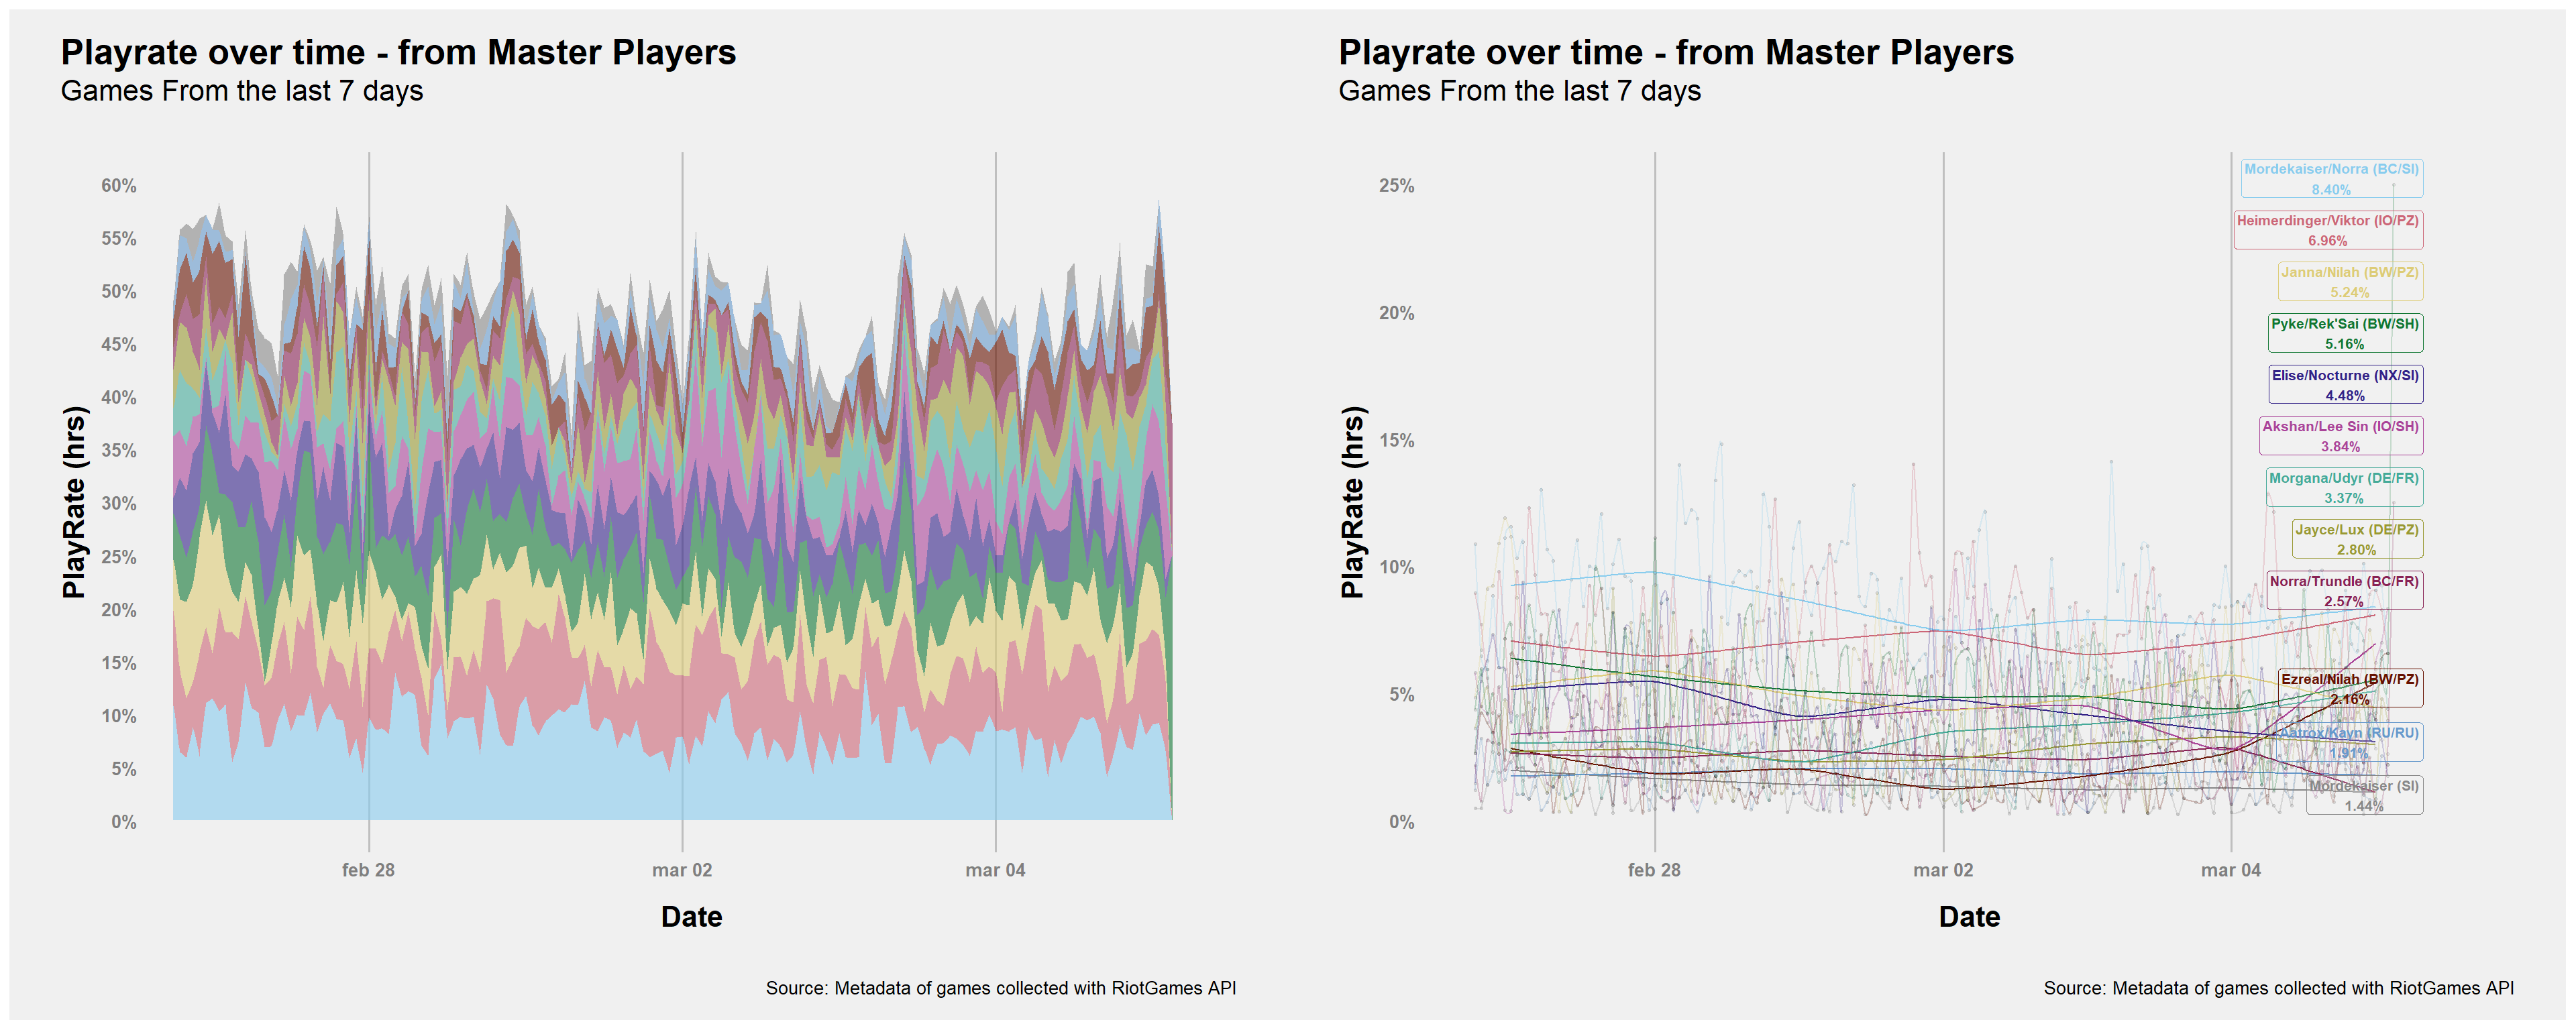 Playrate over time - from Master Players
Games From the last 7 days
60%
55%
50%
45%
40%
35%
30%
25%
20%
15%
10%
5%
0%
PlayRate (hrs)
feb 28
mar 02
mar 04
Date
Source: Metadata of games collected with RiotGames API
Playrate over time - from Master Players
Games From the last 7 days
25%
20%
15%
10%
5%
0%
PlayRate (hrs)
Mordekaiser/Norra (BC/SI)
8.40%
Heimerdinger/Viktor (IO/PZ)
6.96%
Janna/Nilah (BW/PZ)
5.24%
Pyke/Rek'Sai (BW/SH)
5.16%
Elise/Nocturne (NX/SI)
4.48%
Akshan/Lee Sin (IO/SH)
3.84%
Morgana/Udyr (DE/FR)
3.37%
Jayce/Lux (DE/PZ)
2.80%
Norra/Trundle (BC/FR)
2.57%
Ezreal/Nilah (BW/PZ)
2.16%
Aatrox/Kayn (RU/RU)
1.91%
Mordekaiser (SI)
1.44%
feb 28
mar 02
mar 04
Date
Source: Metadata of games collected with RiotGames API